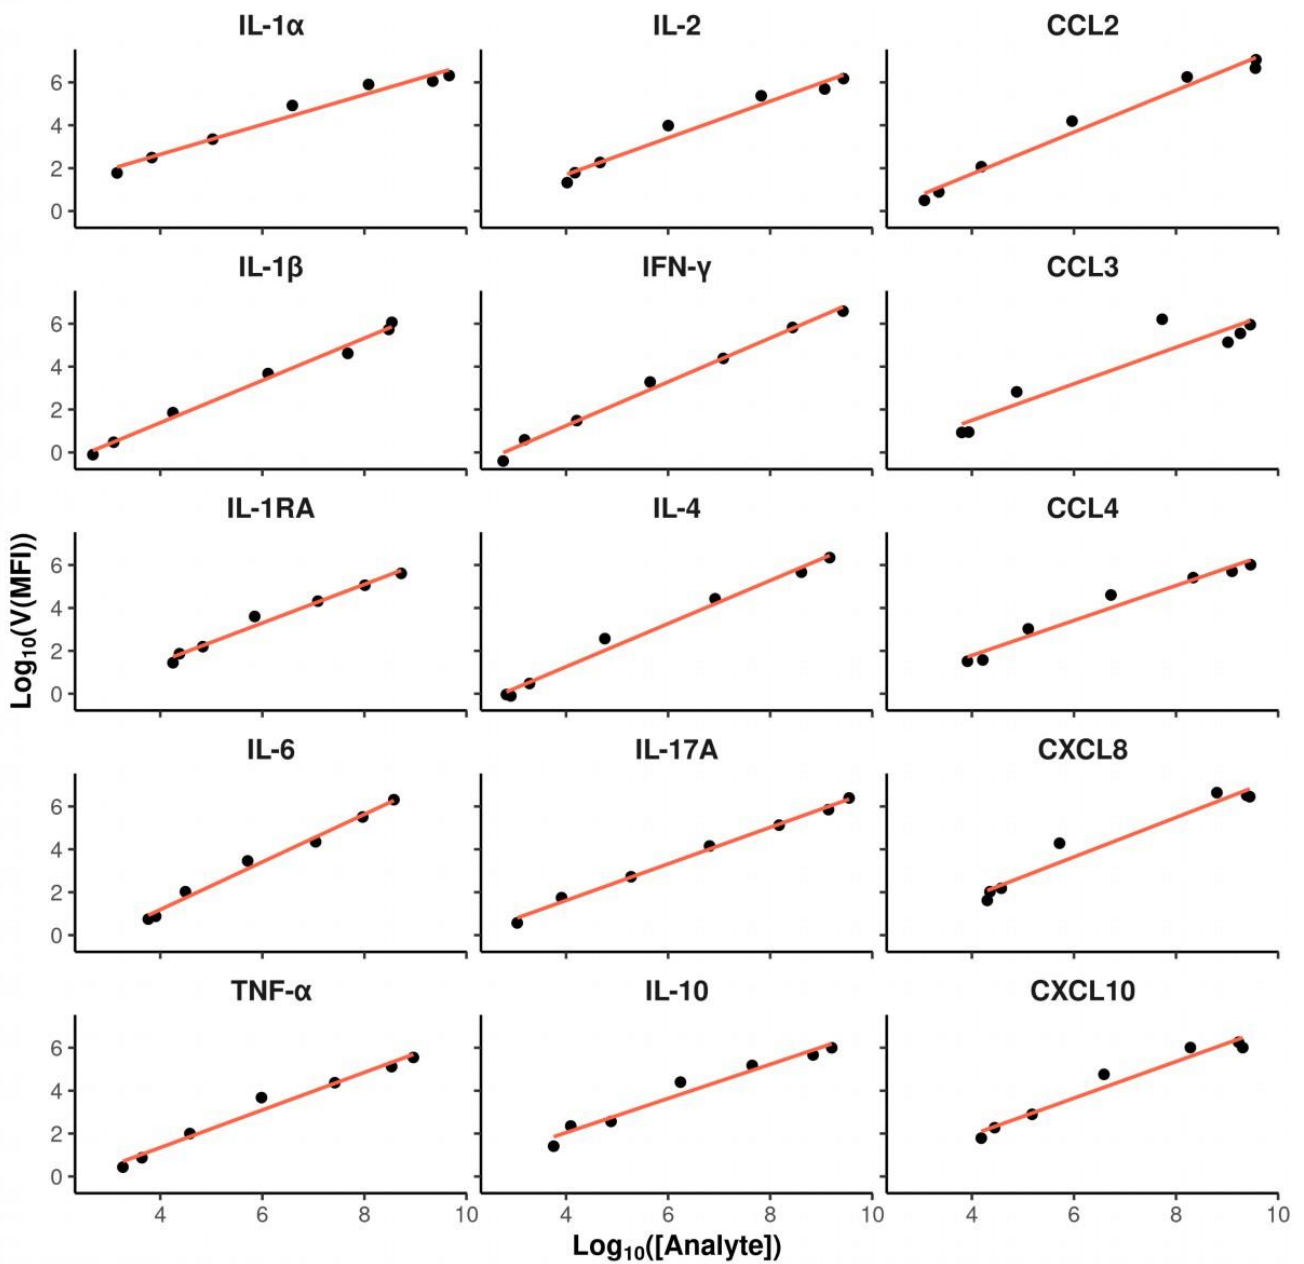 IL-1α IL-2 CCL2
6
4
2
0
IL-1β IFN-γ CCL3
6
4
2
0
IL-1RA IL-4 CCL4
6
4
2
0
IL-6 IL-17A CXCL8
6
4
2
0
TNF-α IL-10 CXCL10
6
4
2
0
4 6 8 10 4 6 8 10 4 6 8 10
Log₁₀([Analyte])
Log₁₀(V(MFI))